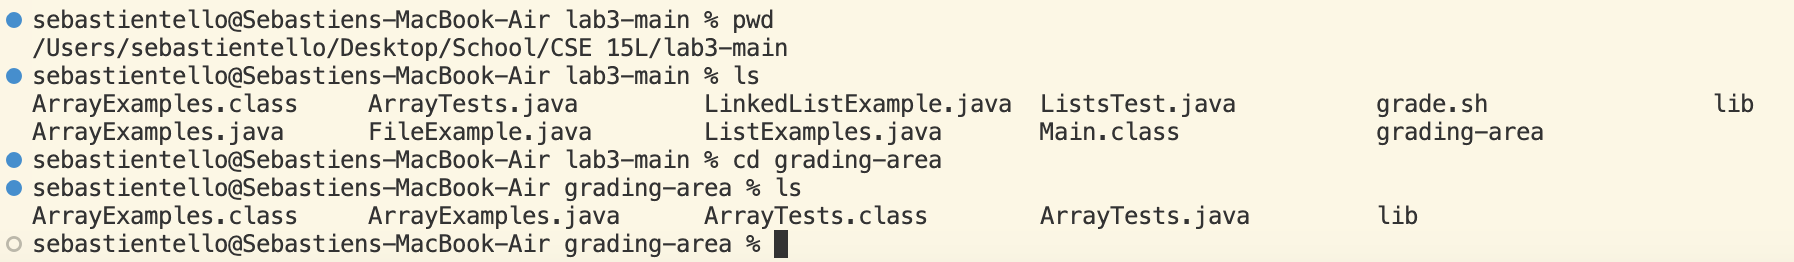 sebastientello@Sebastiens-MacBook-Air lab3-main % pwd
/Users/sebastientello/Desktop/School/CSE 15L/lab3-main
sebastientello@Sebastiens-MacBook-Air lab3-main % ls
ArrayExamples.class     ArrayTests.java         LinkedListExample.java  ListsTest.java          grade.sh                lib
ArrayExamples.java      FileExample.java        ListExamples.java       Main.class              grading-area
sebastientello@Sebastiens-MacBook-Air lab3-main % cd grading-area
sebastientello@Sebastiens-MacBook-Air grading-area % ls
ArrayExamples.class     ArrayExamples.java      ArrayTests.class        ArrayTests.java         lib
sebastientello@Sebastiens-MacBook-Air grading-area %